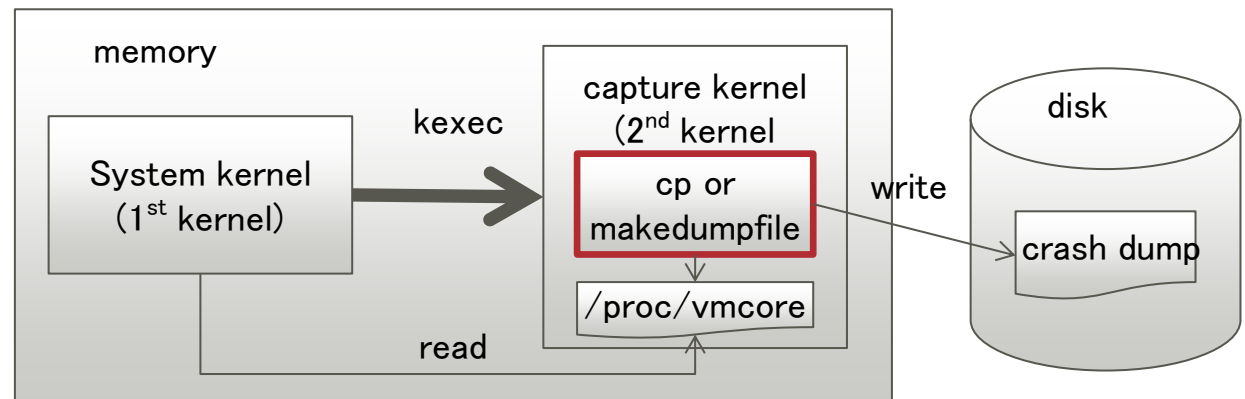 memory
System kernel
(1st kernel)
kexec
capture kernel
(2nd kernel
cp or
makedumpfile
/proc/vmcore
read
write
disk
crash dump